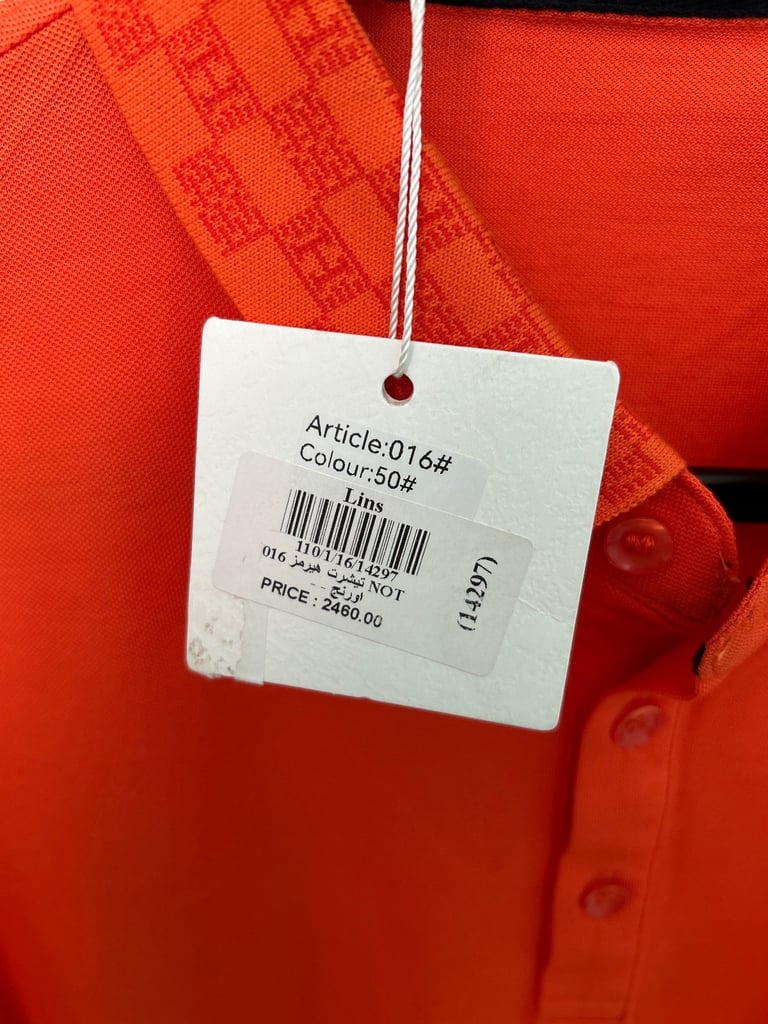 Article:016#
Colour:50#
Lins
110/1/16/14297
تيشرت هيرمز 016 NOT
اورنج - -
PRICE : 2460.00
(14297)